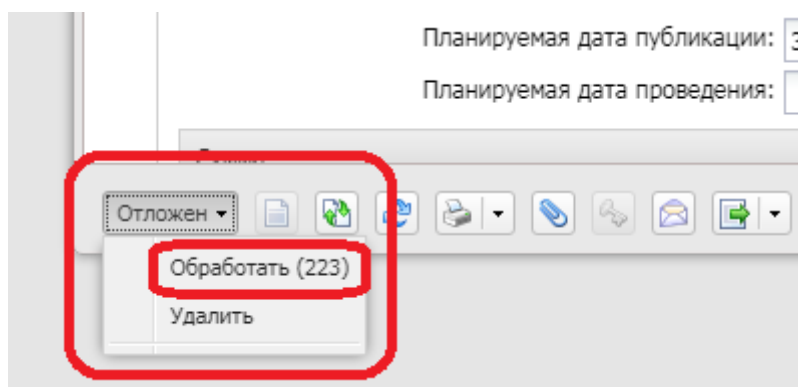 Планируемая дата публикации:
Планируемая дата проведения:
Отложен
Обработать (223)
Удалить